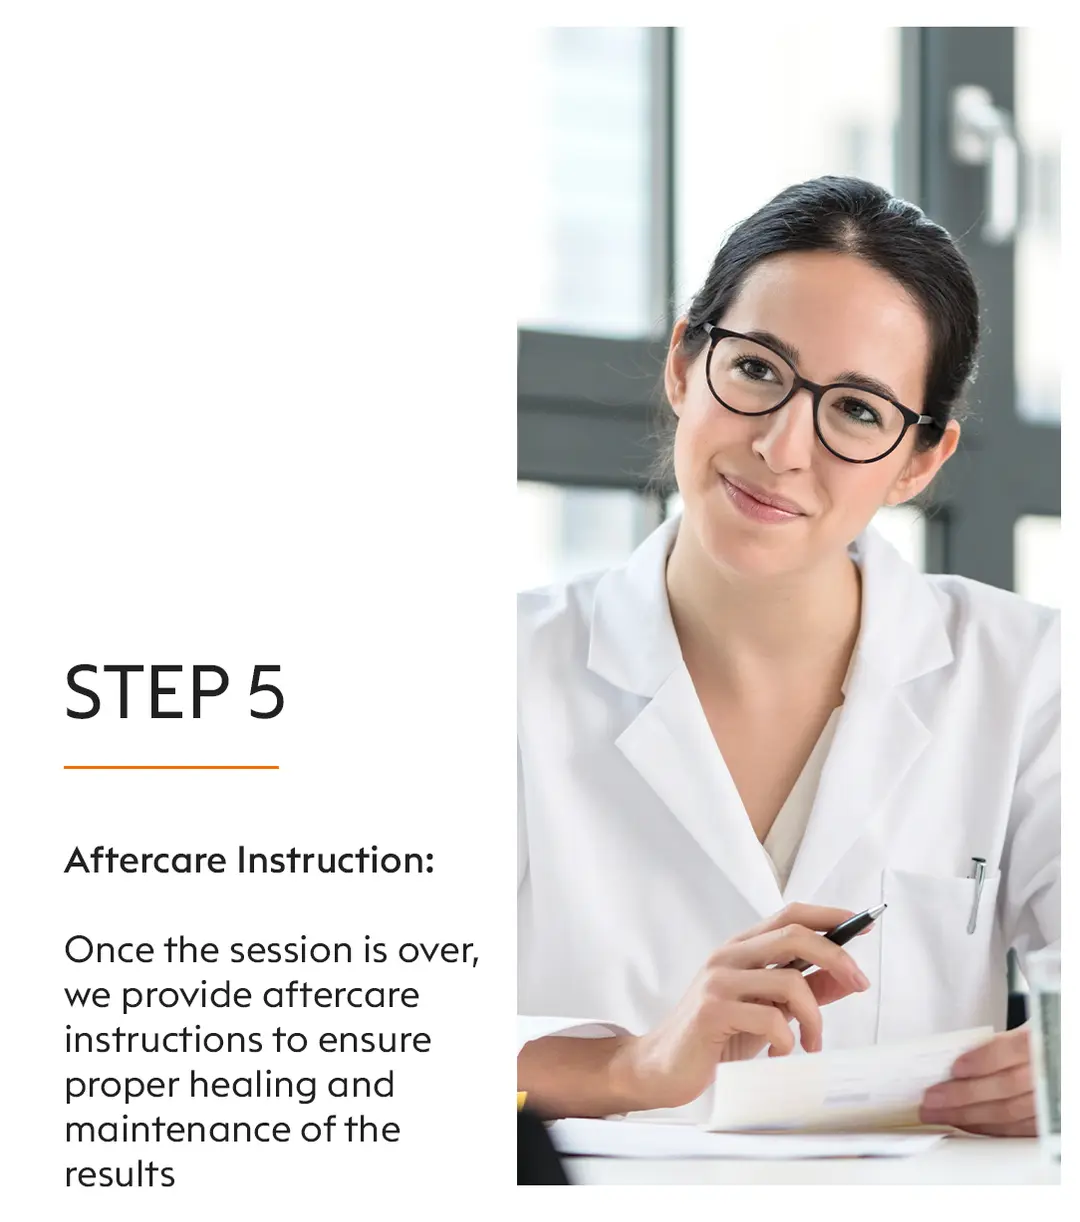 STEP 5
Aftercare Instruction:
Once the session is over,
we provide aftercare
instructions to ensure
proper healing and
maintenance of the
results